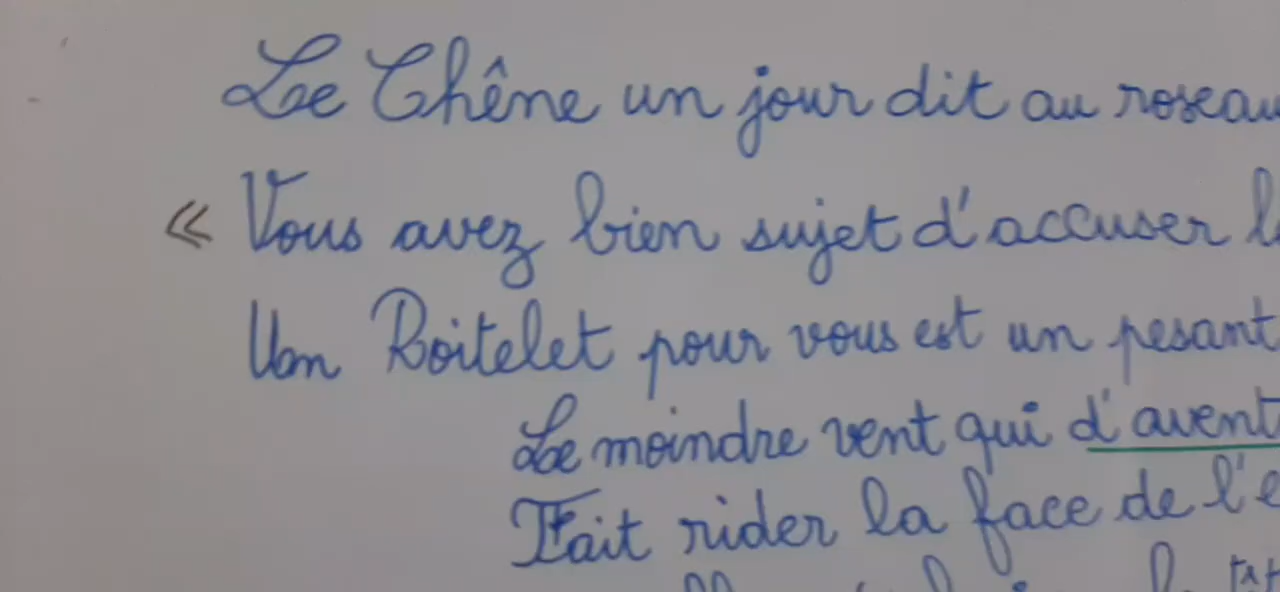 Le Chêne un jour dit au roseau
« Vous avez bien sujet d'accuser l
Un Roitelet pour vous est un pesant
Le moindre vent qui d'avent
Fait rider la face de l'e